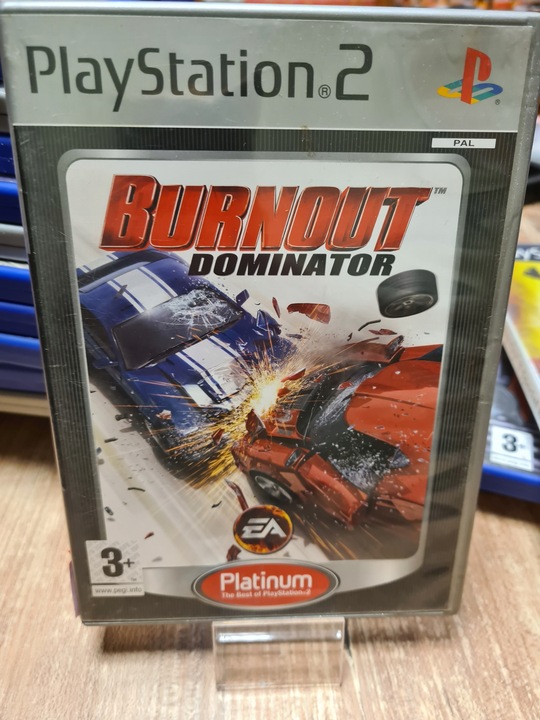 PlayStation®2
PAL
BURNOUT™
DOMINATOR
EA
3+
www.pegi.info
Platinum
The Best of PlayStation®2
3+